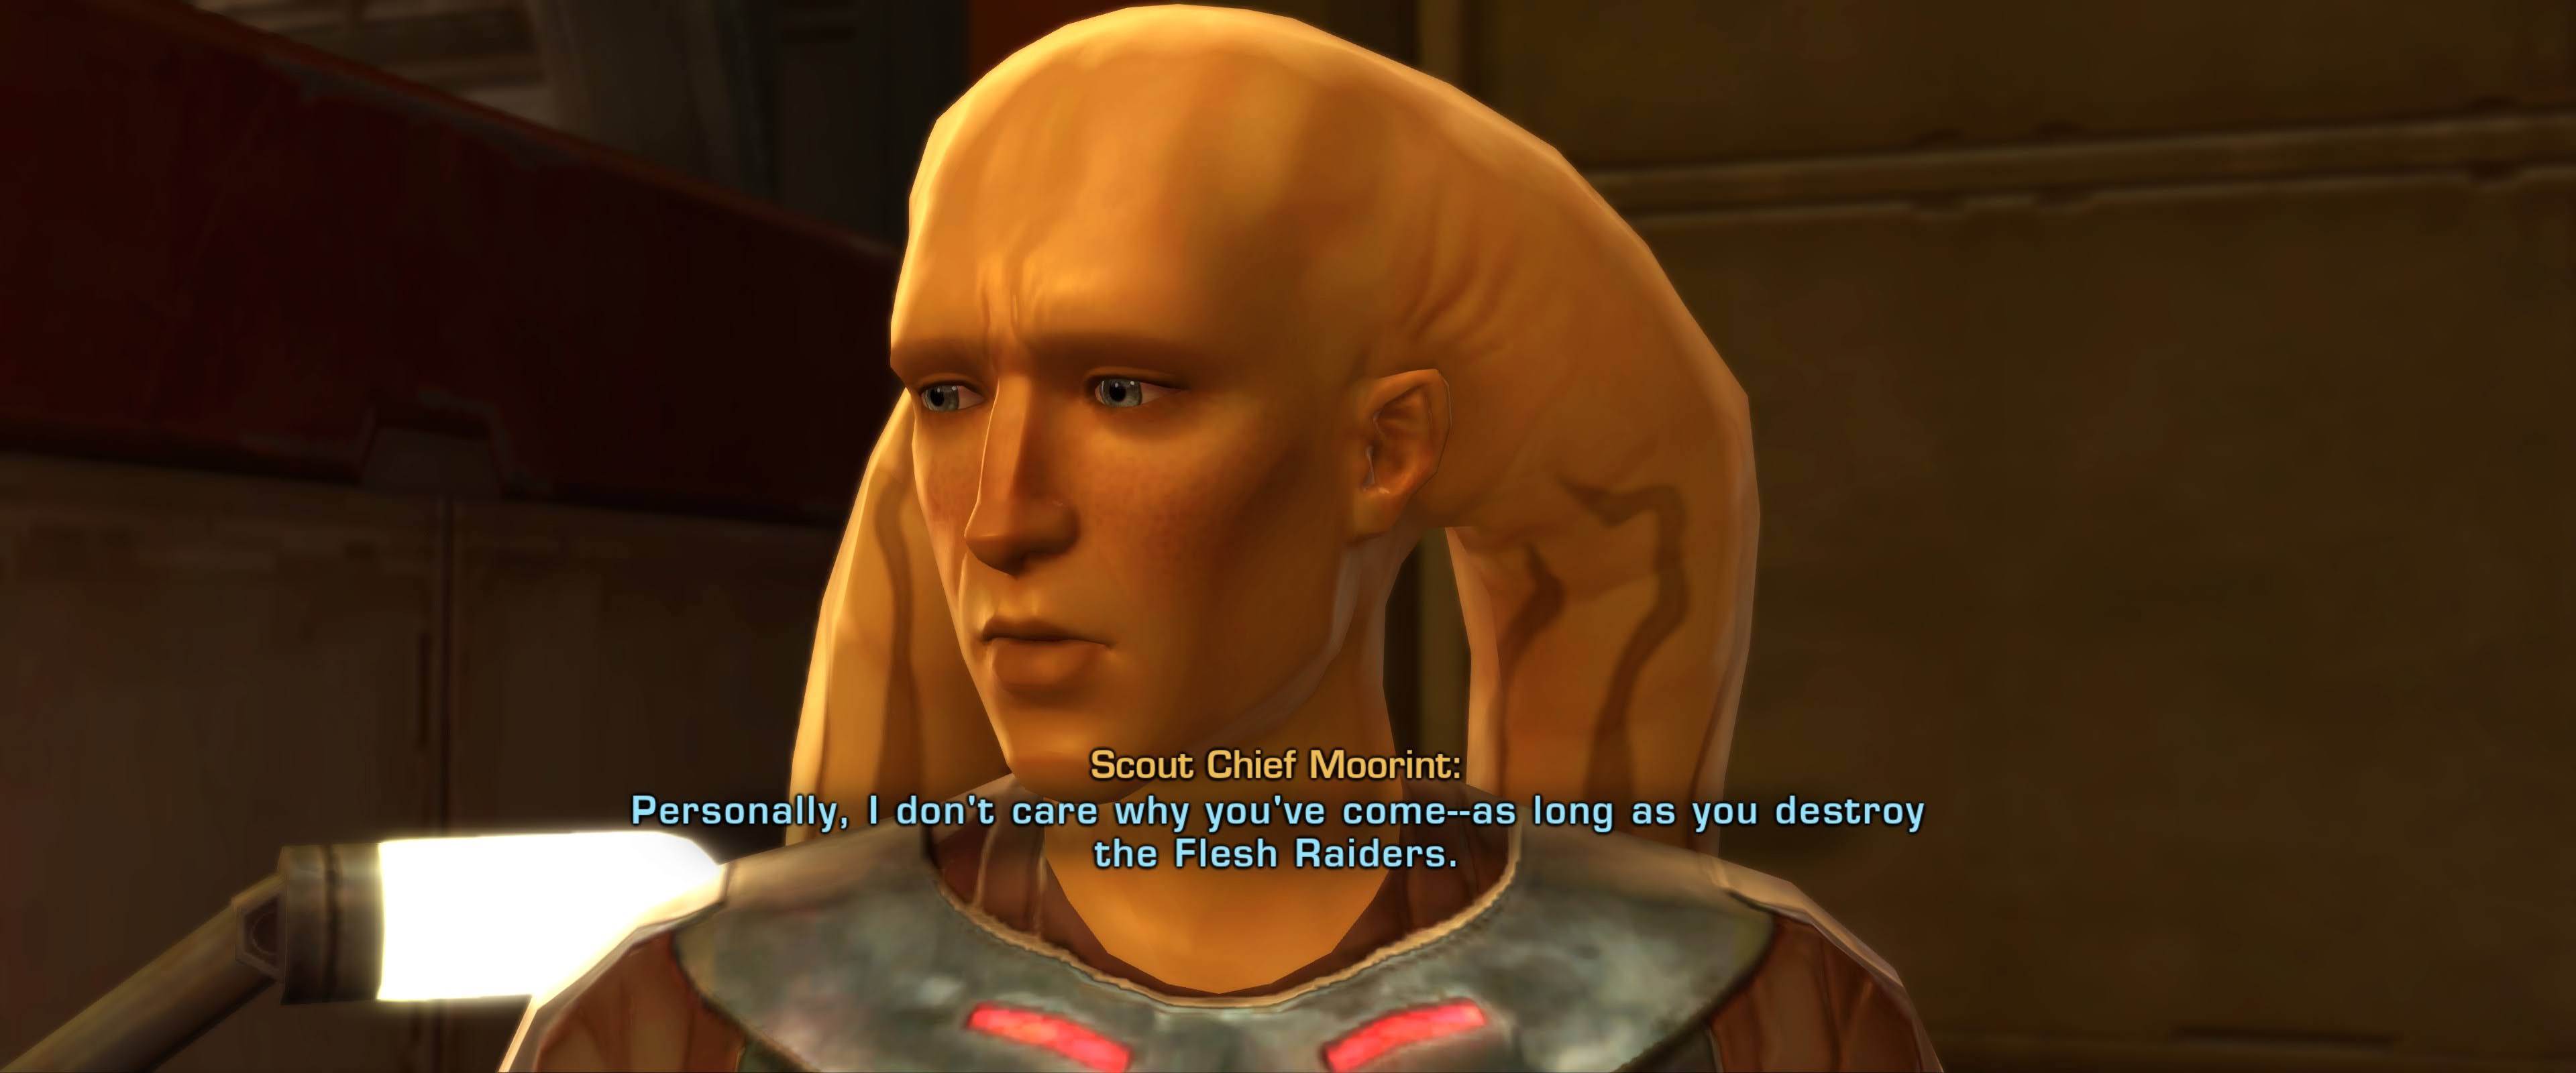 Scout Chief Moorint:
Personally, I don't care why you've come--as long as you destroy
the Flesh Raiders.